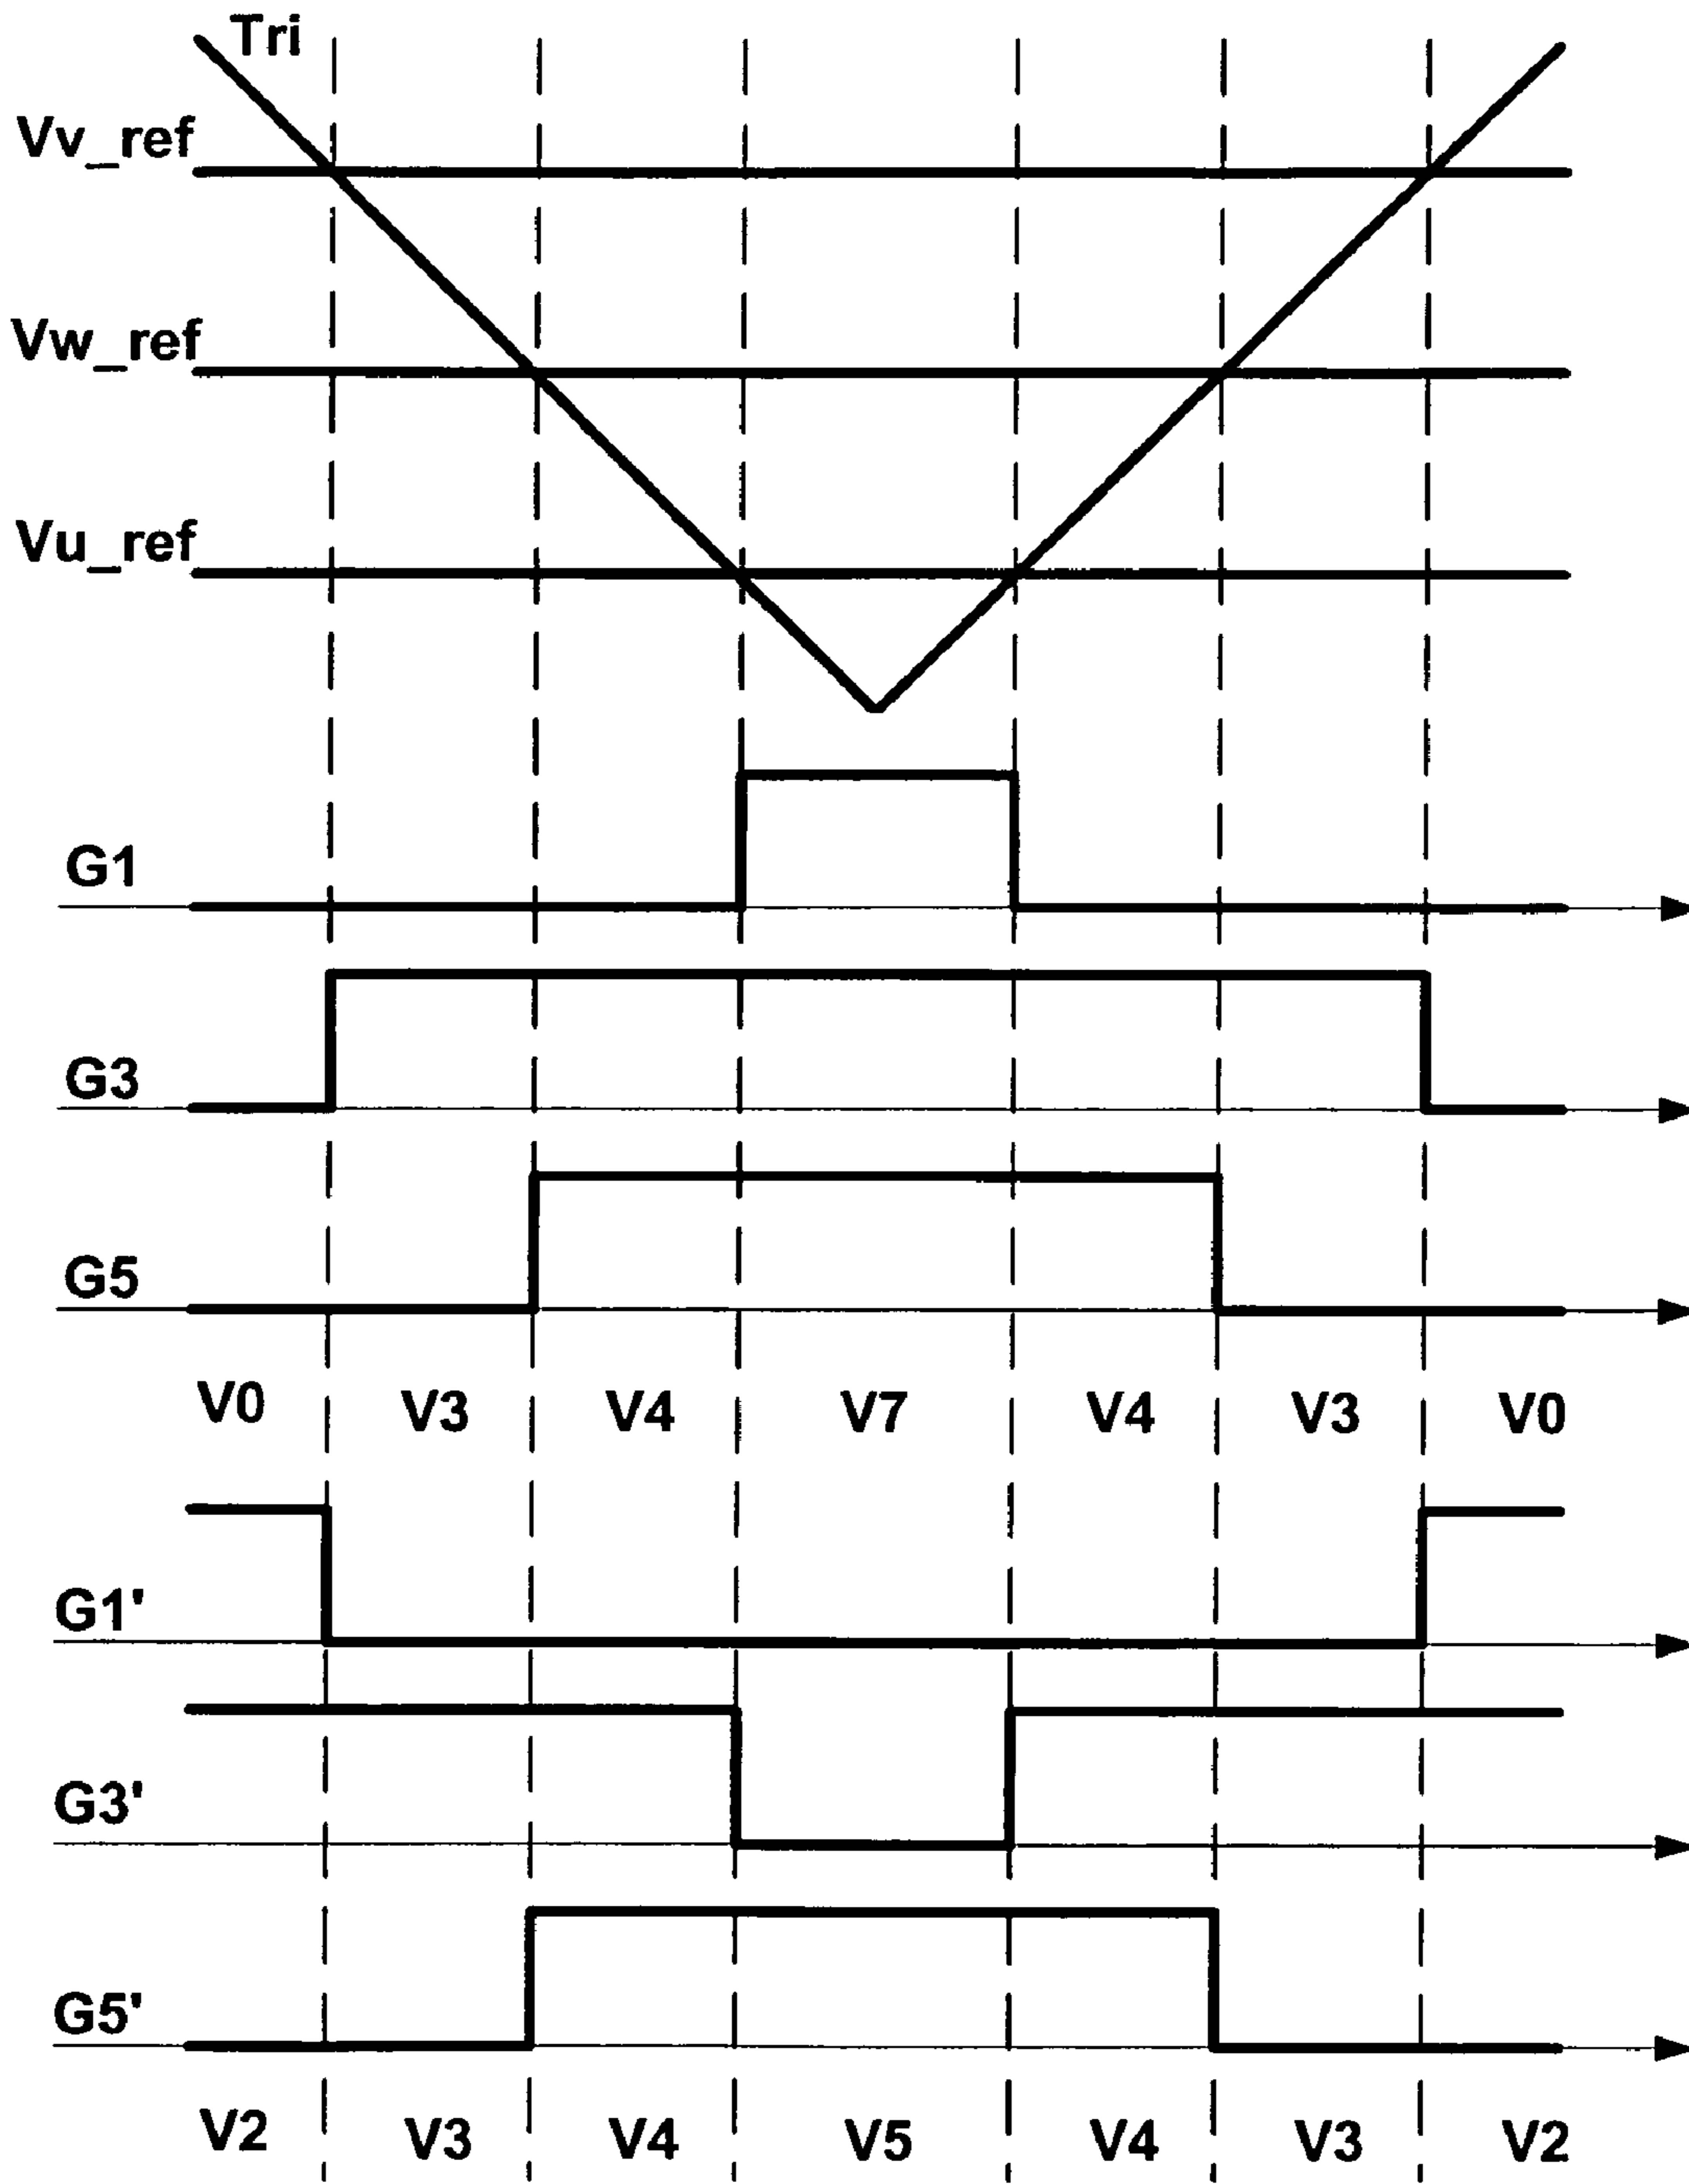 Tri
Vv_ref
Vw_ref
Vu_ref
G1
G3
G5
V0 V3 V4 V7 V4 V3 V0
G1'
G3'
G5'
V2 V3 V4 V5 V4 V3 V2